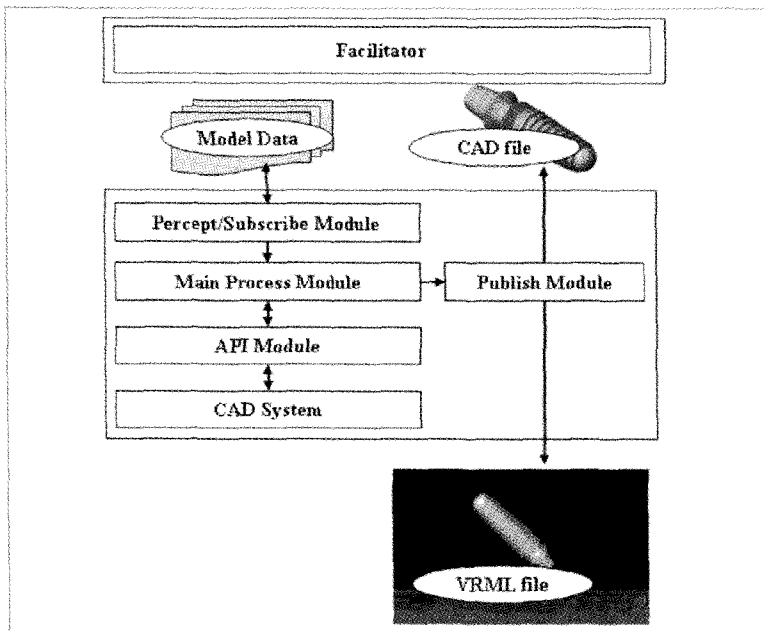 Facilitator
Model Data
CAD file
Percept/Subscribe Module
Main Process Module
Publish Module
API Module
CAD System
VRML file